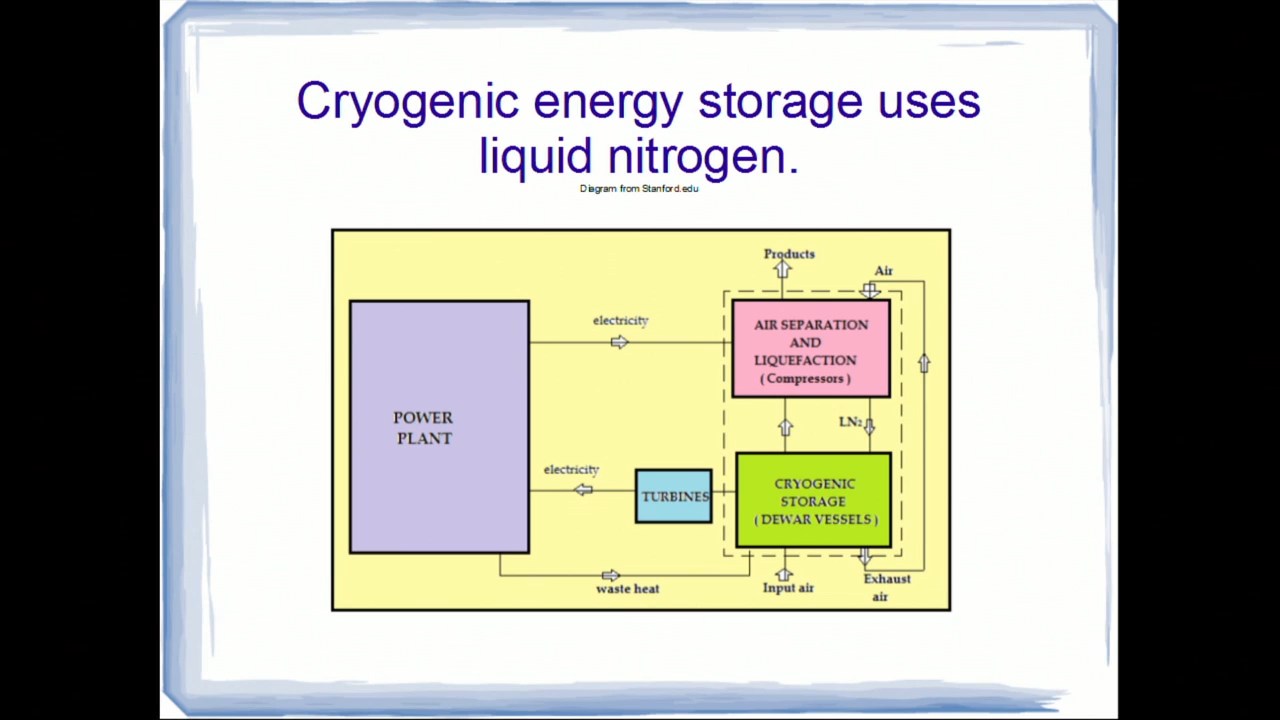 Cryogenic energy storage uses
liquid nitrogen.
Diagram from Stanford.edu
Products
Air
electricity
AIR SEPARATION
AND
LIQUEFACTION
( Compressors )
POWER
PLANT
LN2
electricity
TURBINES
CRYOGENIC
STORAGE
( DEWAR VESSELS )
waste heat
Input air
Exhaust
air